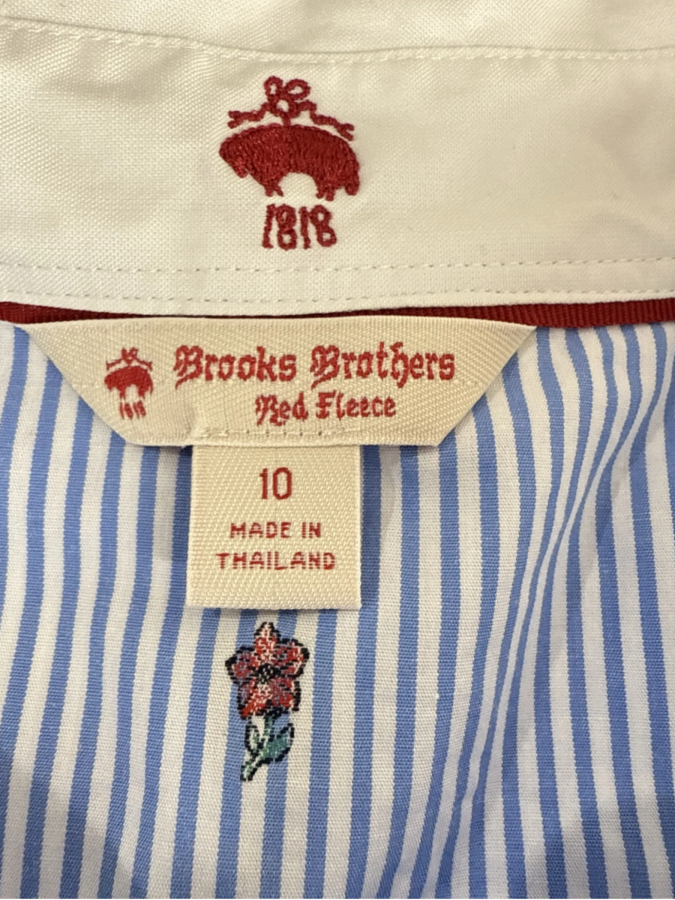 1818
Brooks Brothers
1818
Red Fleece
10
MADE IN
THAILAND